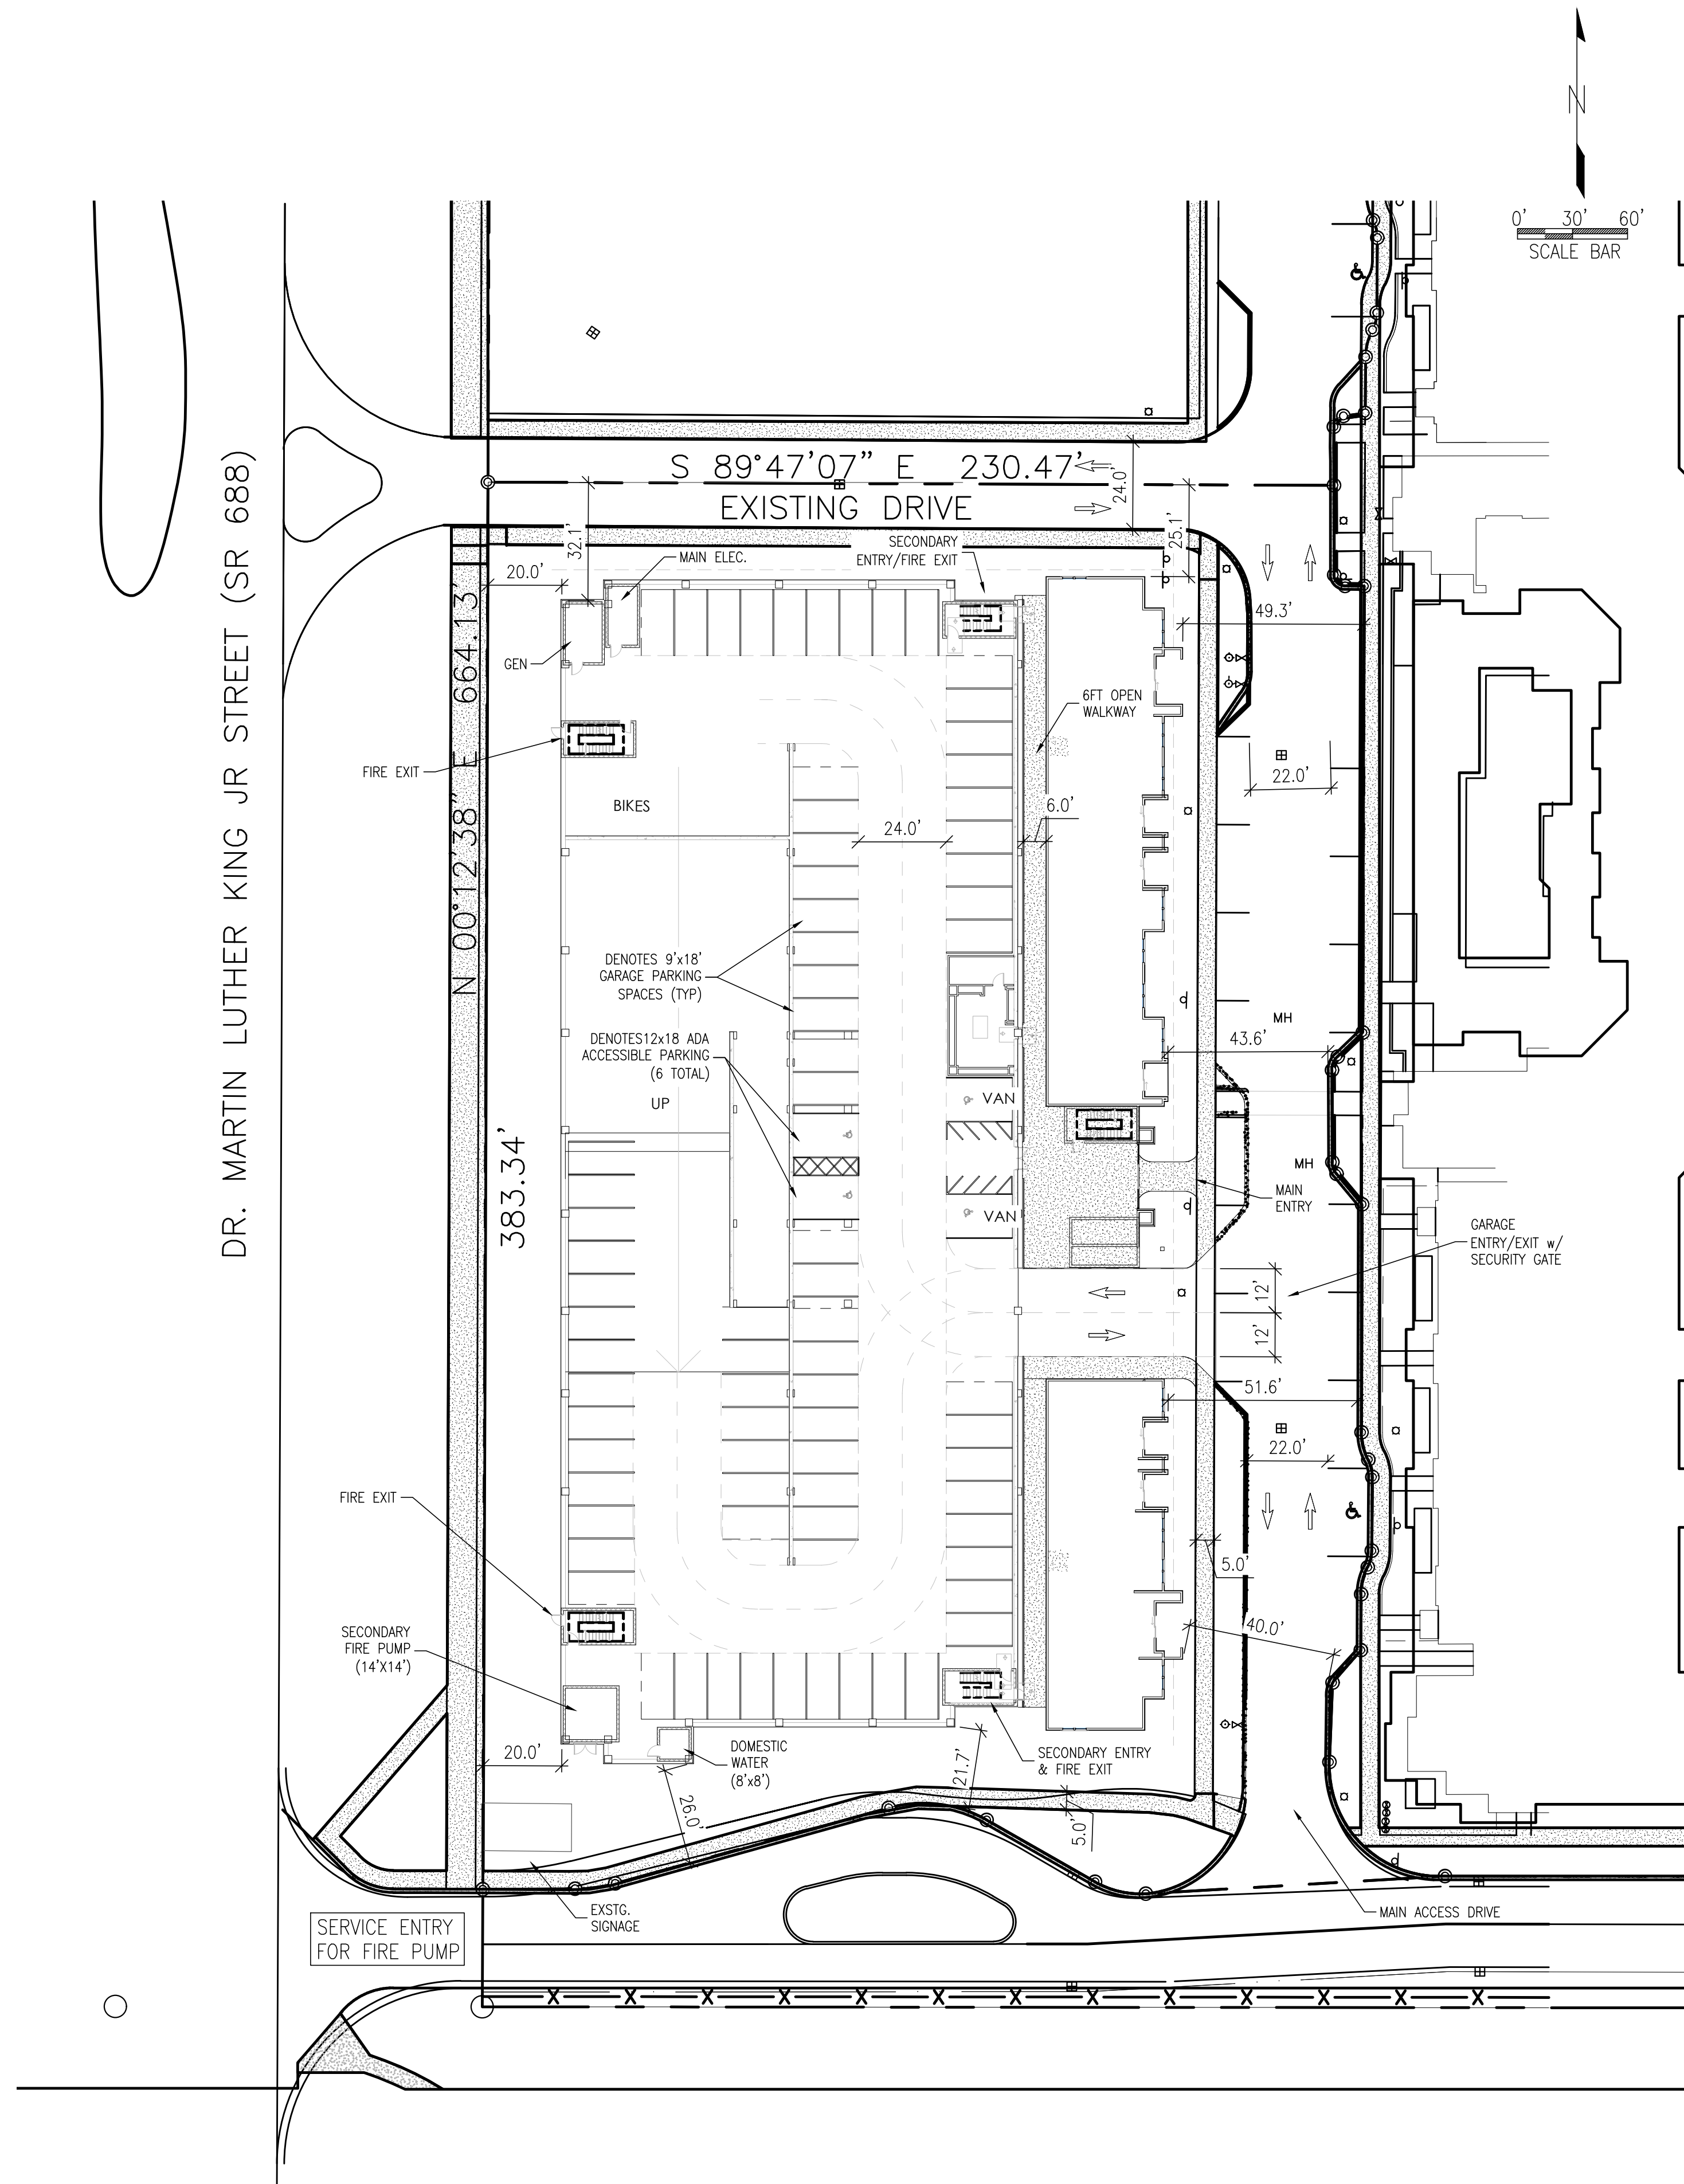 N
0' 30' 60'
SCALE BAR
DR. MARTIN LUTHER KING JR STREET (SR 688)
S 89°47'07" E 230.47'
EXISTING DRIVE
24.0'
32.1'
25.1'
20.0'
MAIN ELEC.
SECONDARY
ENTRY/FIRE EXIT
49.3'
GEN
N 00°12'38" E 664.13'
6FT OPEN
WALKWAY
FIRE EXIT
22.0'
BIKES
6.0'
24.0'
DENOTES 9'x18'
GARAGE PARKING
SPACES (TYP)
MH
43.6'
DENOTES12x18 ADA
ACCESSIBLE PARKING
(6 TOTAL)
UP
VAN
383.34'
MH
MAIN
ENTRY
VAN
GARAGE
ENTRY/EXIT w/
SECURITY GATE
12'
12'
51.6'
22.0'
FIRE EXIT
5.0'
SECONDARY
FIRE PUMP
(14'X14')
40.0'
20.0'
DOMESTIC
WATER
(8'x8')
21.7'
SECONDARY ENTRY
& FIRE EXIT
26.0'
5.0'
EXSTG.
SIGNAGE
MAIN ACCESS DRIVE
SERVICE ENTRY
FOR FIRE PUMP
X X X X X X X X X X X X X